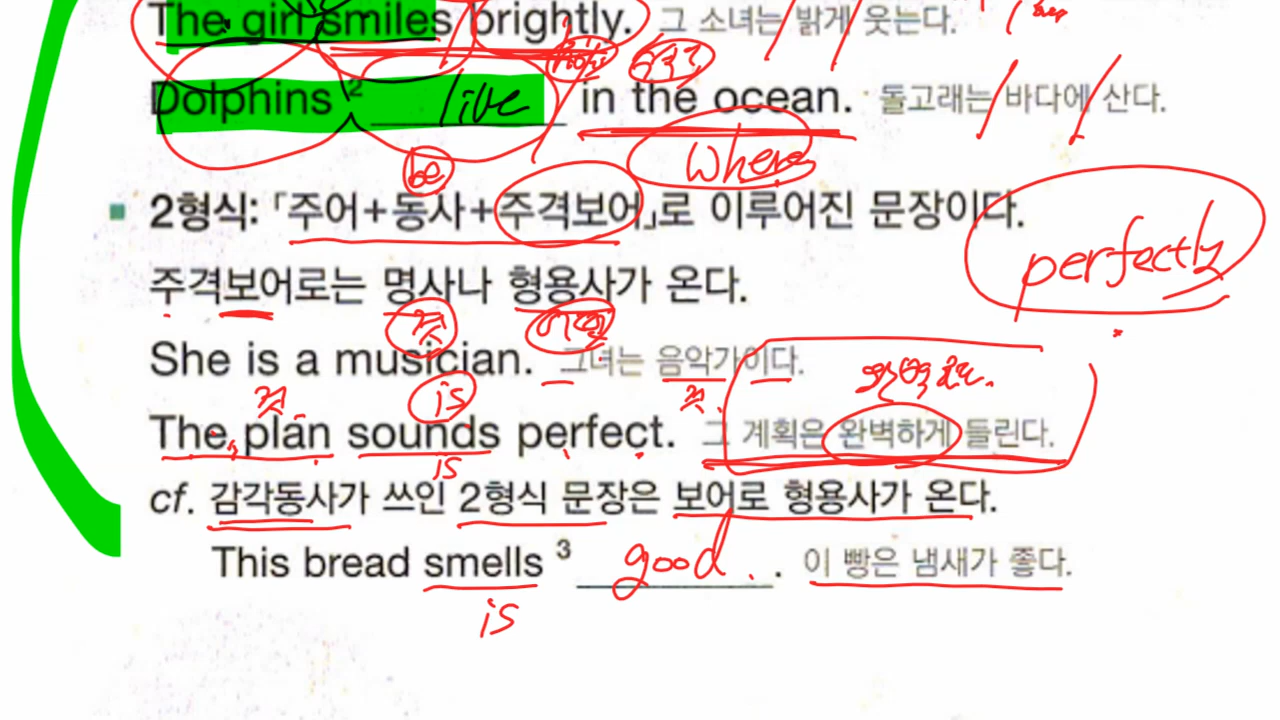 The girl smiles brightly. 그 소녀는 밝게 웃는다.
Dolphins 2 live in the ocean. 돌고래는 바다에 산다.
where
be
2형식: 「주어+동사+주격보어」로 이루어진 문장이다.
perfectly
주격보어로는 명사나 형용사가 온다.
것
She is a musician. 그녀는 음악가이다.
것 is
The plan sounds perfect. 그 계획은 완벽하게 들린다.
is
cf. 감각동사가 쓰인 2형식 문장은 보어로 형용사가 온다.
This bread smells 3 good. 이 빵은 냄새가 좋다.
is